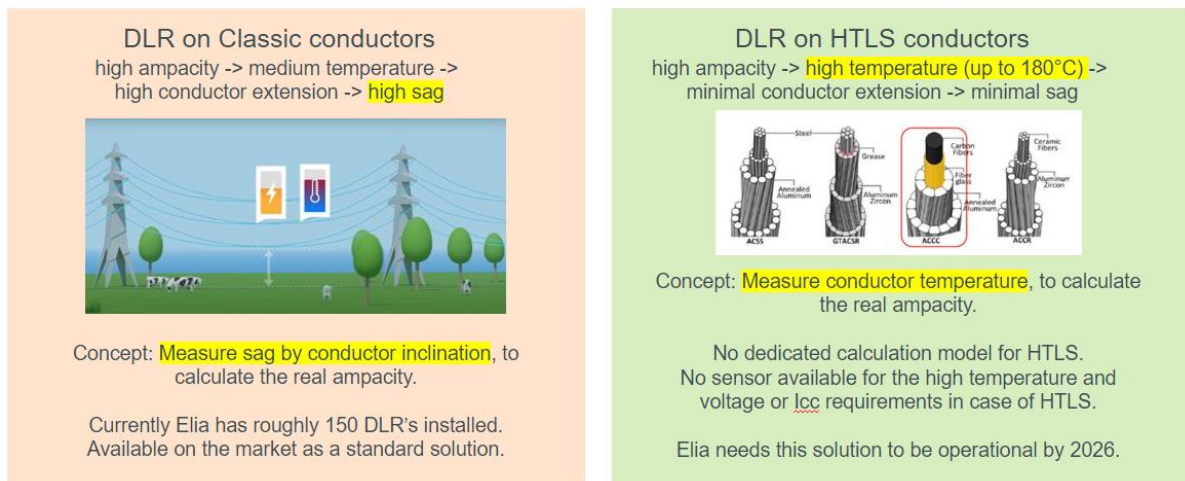 DLR on Classic conductors
high ampacity -> medium temperature ->
high conductor extension -> high sag
Concept: Measure sag by conductor inclination, to
calculate the real ampacity.
Currently Elia has roughly 150 DLR's installed.
Available on the market as a standard solution.
DLR on HTLS conductors
high ampacity -> high temperature (up to 180°C) ->
minimal conductor extension -> minimal sag
Steel
Grease
Carbon
Fibers
Ceramic
Fibers
Fiber
glass
Annealed
Aluminum
Aluminum
Zircon
Annealed
Aluminum
Aluminum
Zircon
ACSS
GTACSR
ACCC
ACCR
Concept: Measure conductor temperature, to calculate
the real ampacity.
No dedicated calculation model for HTLS.
No sensor available for the high temperature and
voltage or Icc requirements in case of HTLS.
Elia needs this solution to be operational by 2026.